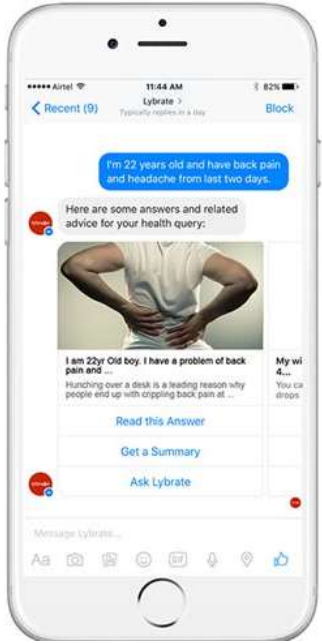 Airtel
11:44 AM
82%
Recent (9)
Lybrate >
Typically replies in a day
Block
I'm 22 years old and have back pain
and headache from last two days.
Here are some answers and related
advice for your health query:
I am 22yr Old boy. I have a problem of back
pain and ...
Hunching over a desk is a leading reason why
people end up with crippling back pain at ...
My wi
4...
You ca
drops
Read this Answer
Get a Summary
Ask Lybrate
Message Lybrate...
Aa
GIF